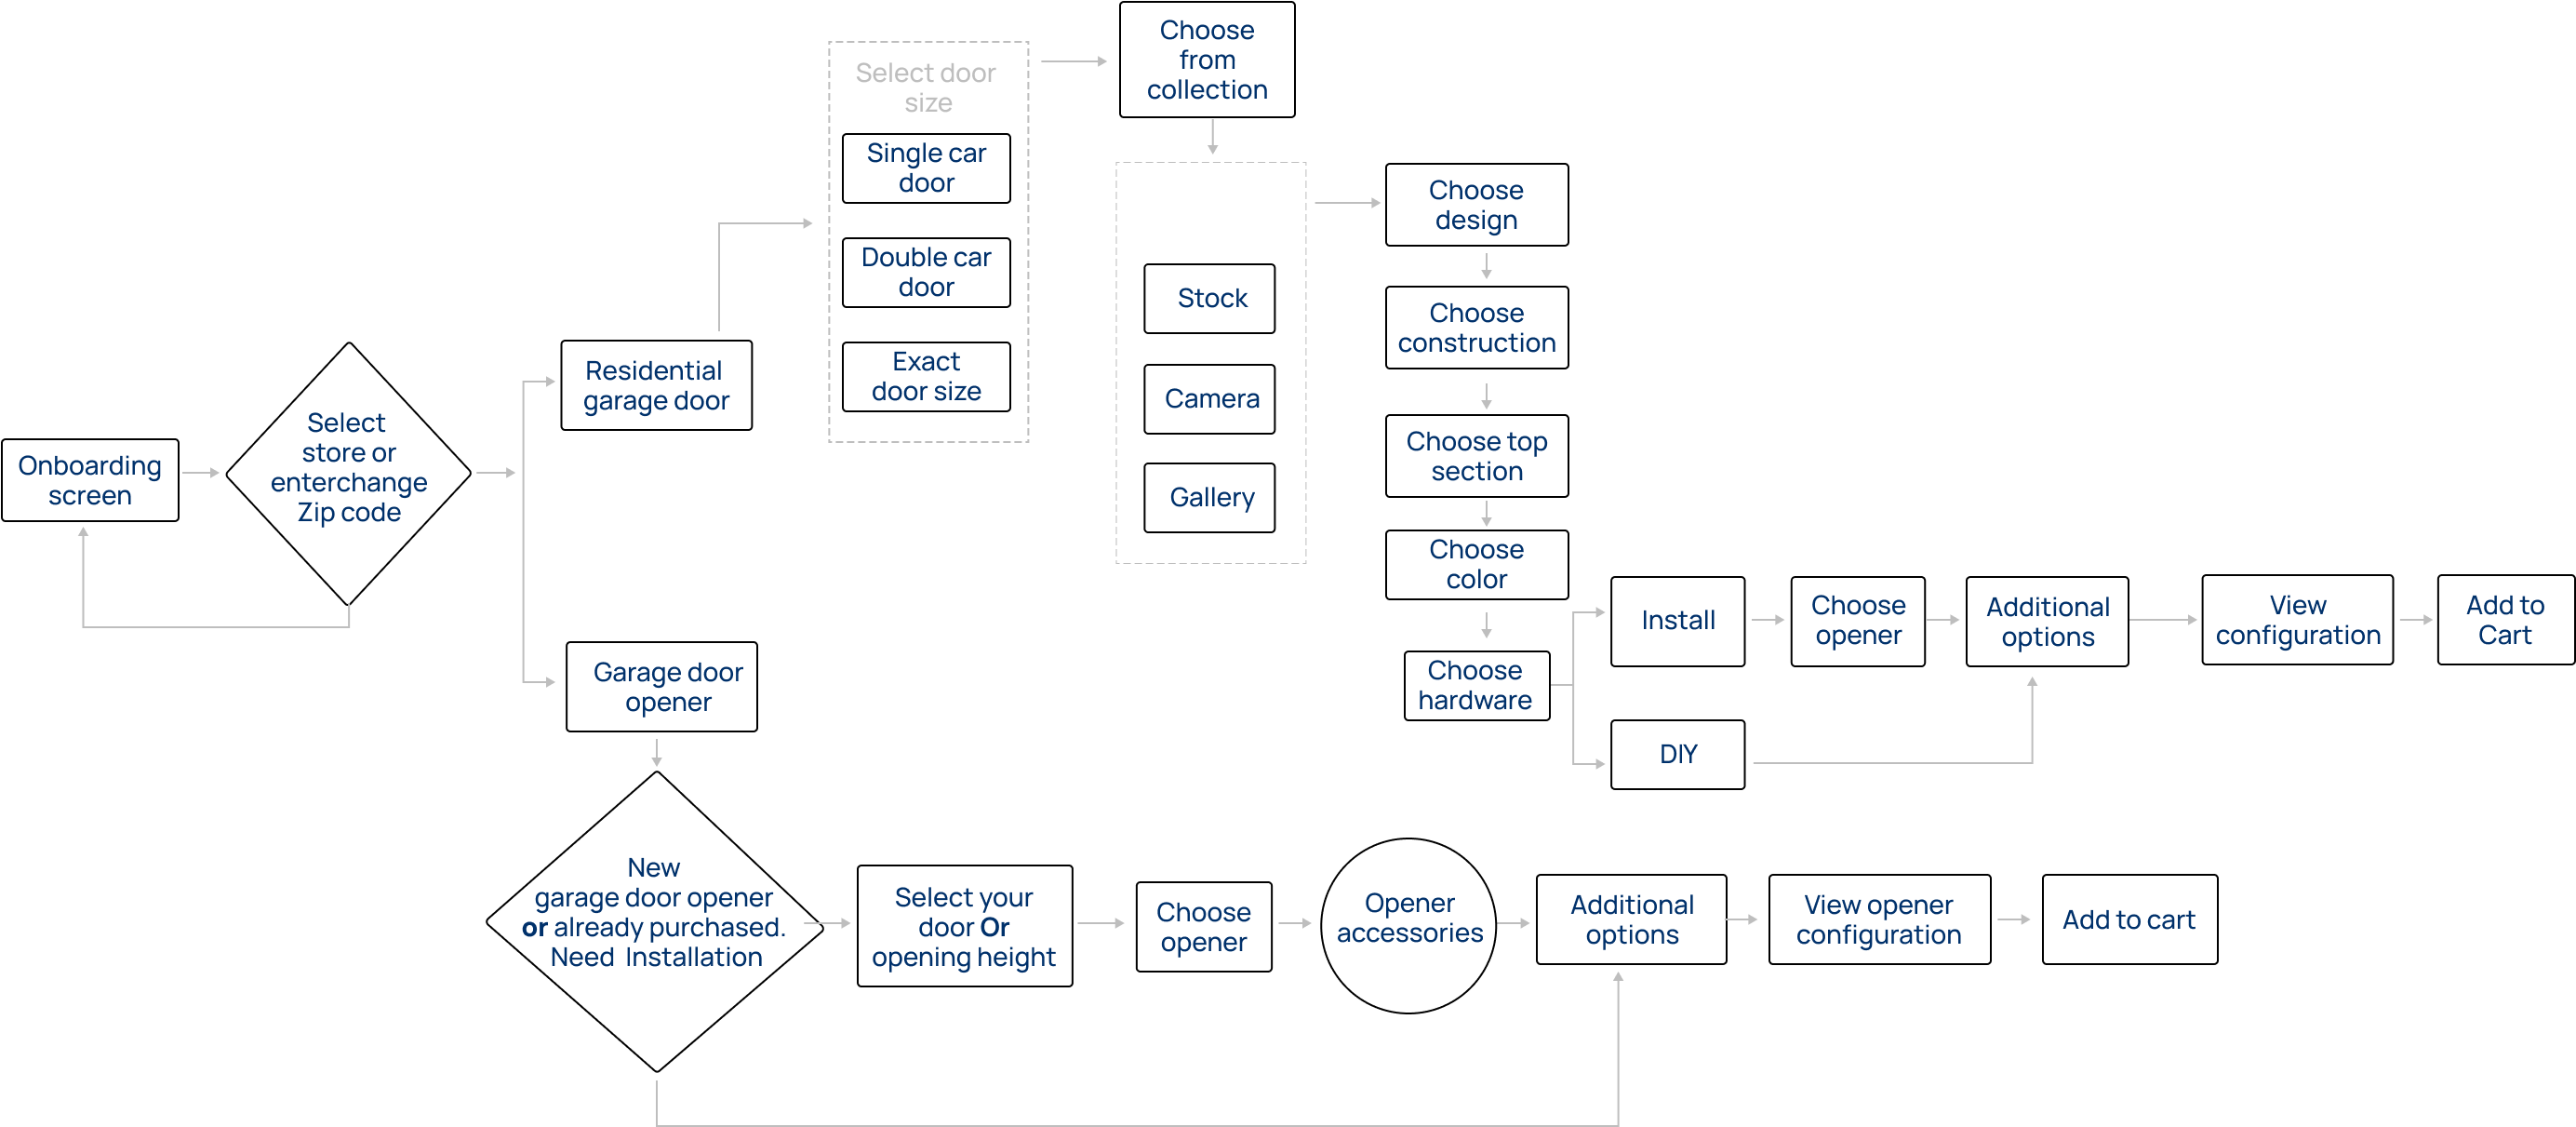 Onboarding
screen
Select
store or
enterchange
Zip code
Residential
garage door
Select door
size
Single car
door
Double car
door
Exact
door size
Choose
from
collection
Stock
Camera
Gallery
Choose
design
Choose
construction
Choose top
section
Choose
color
Choose
hardware
Install
DIY
Choose
opener
Additional
options
View
configuration
Add to
Cart
Garage door
opener
New
garage door opener
or already purchased.
Need Installation
Select your
door Or
opening height
Choose
opener
Opener
accessories
Additional
options
View opener
configuration
Add to cart